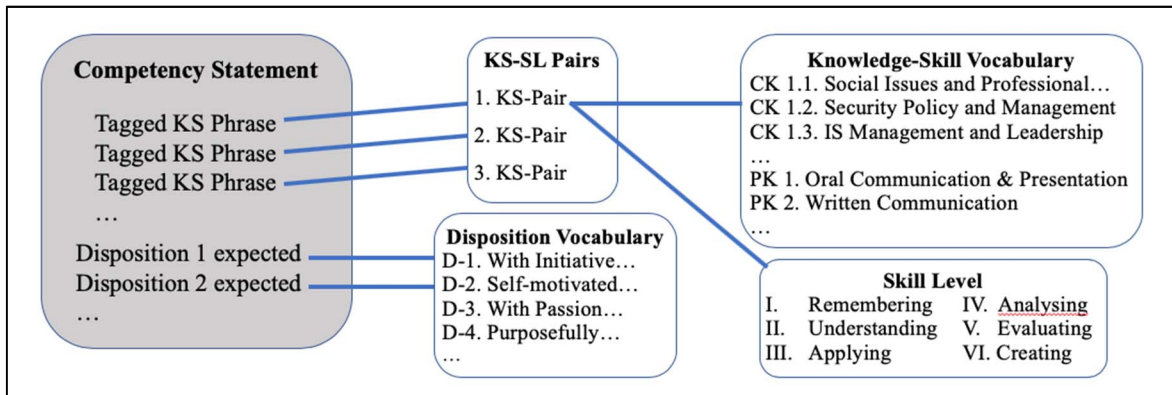 Competency Statement
Tagged KS Phrase
Tagged KS Phrase
Tagged KS Phrase
…
Disposition 1 expected
Disposition 2 expected
…
KS-SL Pairs
1. KS-Pair
2. KS-Pair
3. KS-Pair
Disposition Vocabulary
D-1. With Initiative…
D-2. Self-motivated…
D-3. With Passion…
D-4. Purposefully…
…
Knowledge-Skill Vocabulary
CK 1.1. Social Issues and Professional…
CK 1.2. Security Policy and Management
CK 1.3. IS Management and Leadership
…
PK 1. Oral Communication & Presentation
PK 2. Written Communication
…
Skill Level
I. Remembering IV. Analysing
II. Understanding V. Evaluating
III. Applying VI. Creating